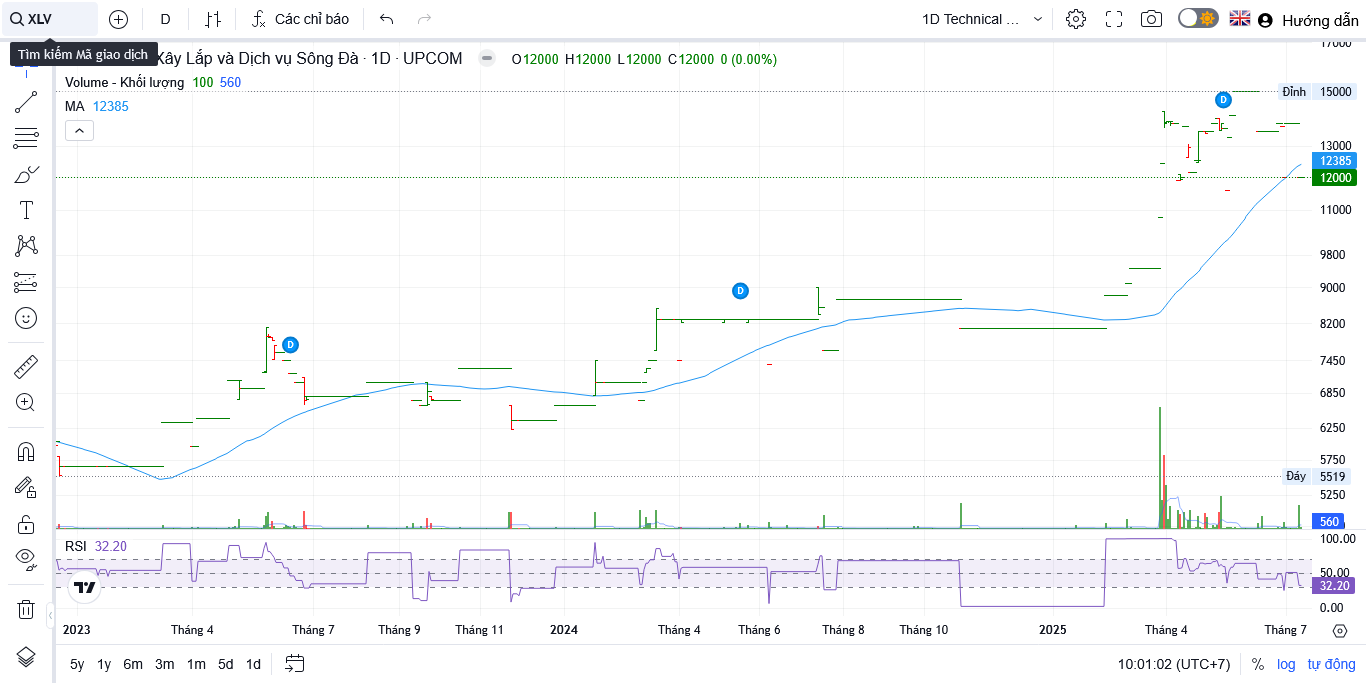 XLV
D
Các chỉ báo
1D Technical ...
Hướng dẫn
Tìm kiếm Mã giao dịch
Xây Lắp và Dịch vụ Sông Đà · 1D · UPCOM
O12000 H12000 L12000 C12000 0 (0.00%)
Volume - Khối lượng 100 560
MA 12385
17000
Đỉnh 15000
13000
12385
12000
11000
9800
9000
8200
7450
6850
6250
5750
Đáy 5519
5250
560
D
D
D
RSI 32.20
100.00
50.00
32.20
0.00
2023 Tháng 4 Tháng 7 Tháng 9 Tháng 11 2024 Tháng 4 Tháng 6 Tháng 8 Tháng 10 2025 Tháng 4 Tháng 7
5y 1y 6m 3m 1m 5d 1d
10:01:02 (UTC+7) % log tự động